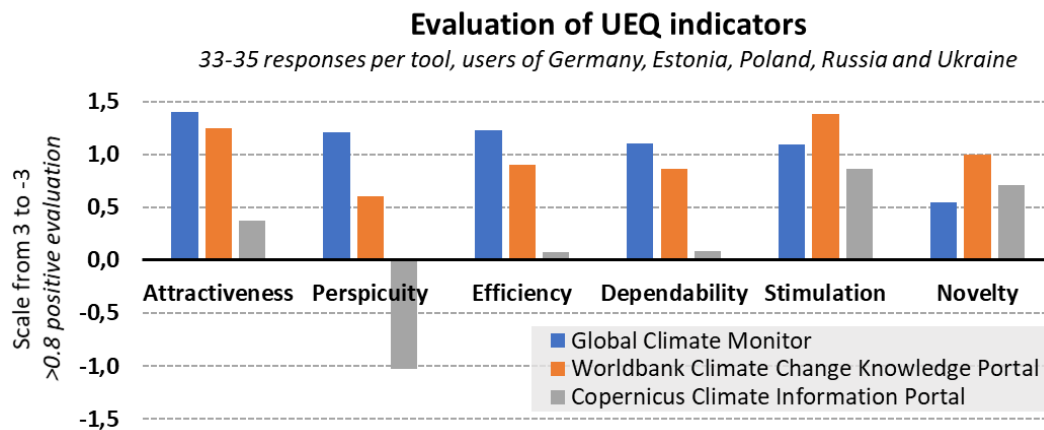 Evaluation of UEQ indicators
33-35 responses per tool, users of Germany, Estonia, Poland, Russia and Ukraine
Scale from 3 to -3
>0.8 positive evaluation
1,5
1,0
0,5
0,0
-0,5
-1,0
-1,5
Attractiveness
Perspicuity
Efficiency
Dependability
Stimulation
Novelty
Global Climate Monitor
Worldbank Climate Change Knowledge Portal
Copernicus Climate Information Portal